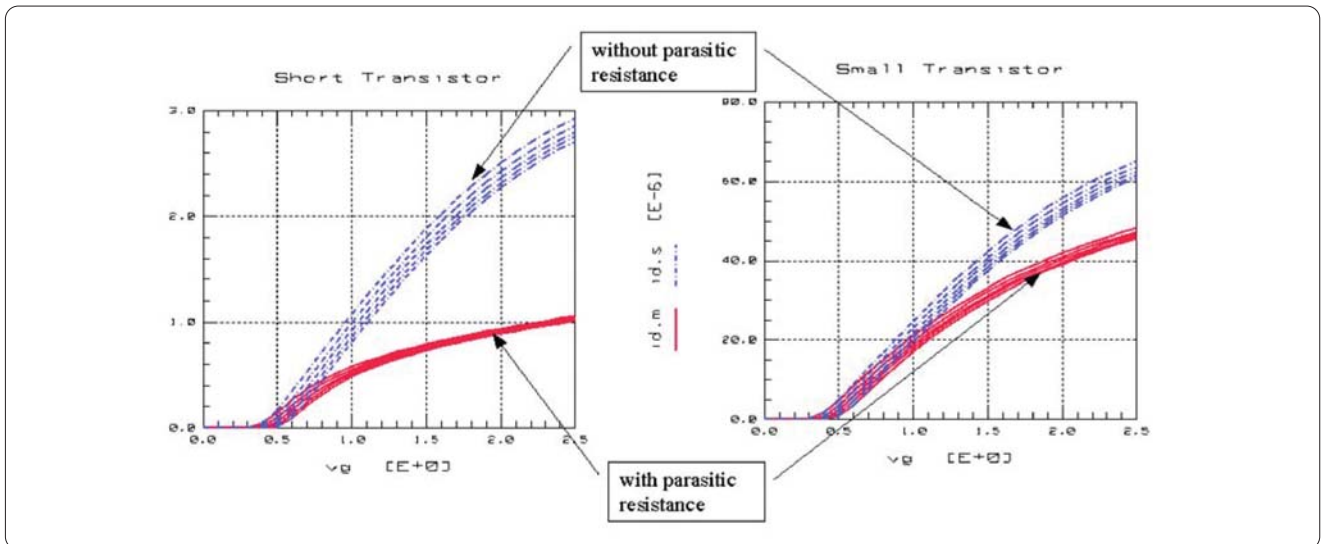 without parasitic
resistance
Short Transistor
3.0
2.0
1.0
0.0
0.0 0.5 1.0 1.5 2.0 2.5
vg [E+0]
id.m id.s [E-6]
Small Transistor
80.0
60.0
40.0
20.0
0.0
0.0 0.5 1.0 1.5 2.0 2.5
vg [E+0]
with parasitic
resistance